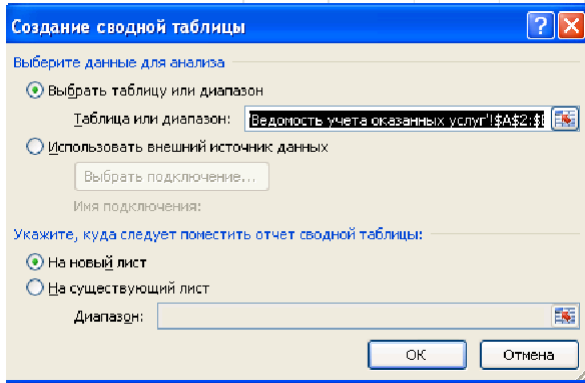 Создание сводной таблицы
Выберите данные для анализа
Выбрать таблицу или диапазон
Таблица или диапазон: 'Ведомость учета оказанных услуг'!$A$2:$E
Использовать внешний источник данных
Выбрать подключение...
Имя подключения:
Укажите, куда следует поместить отчет сводной таблицы:
На новый лист
На существующий лист
Диапазон:
ОК Отмена